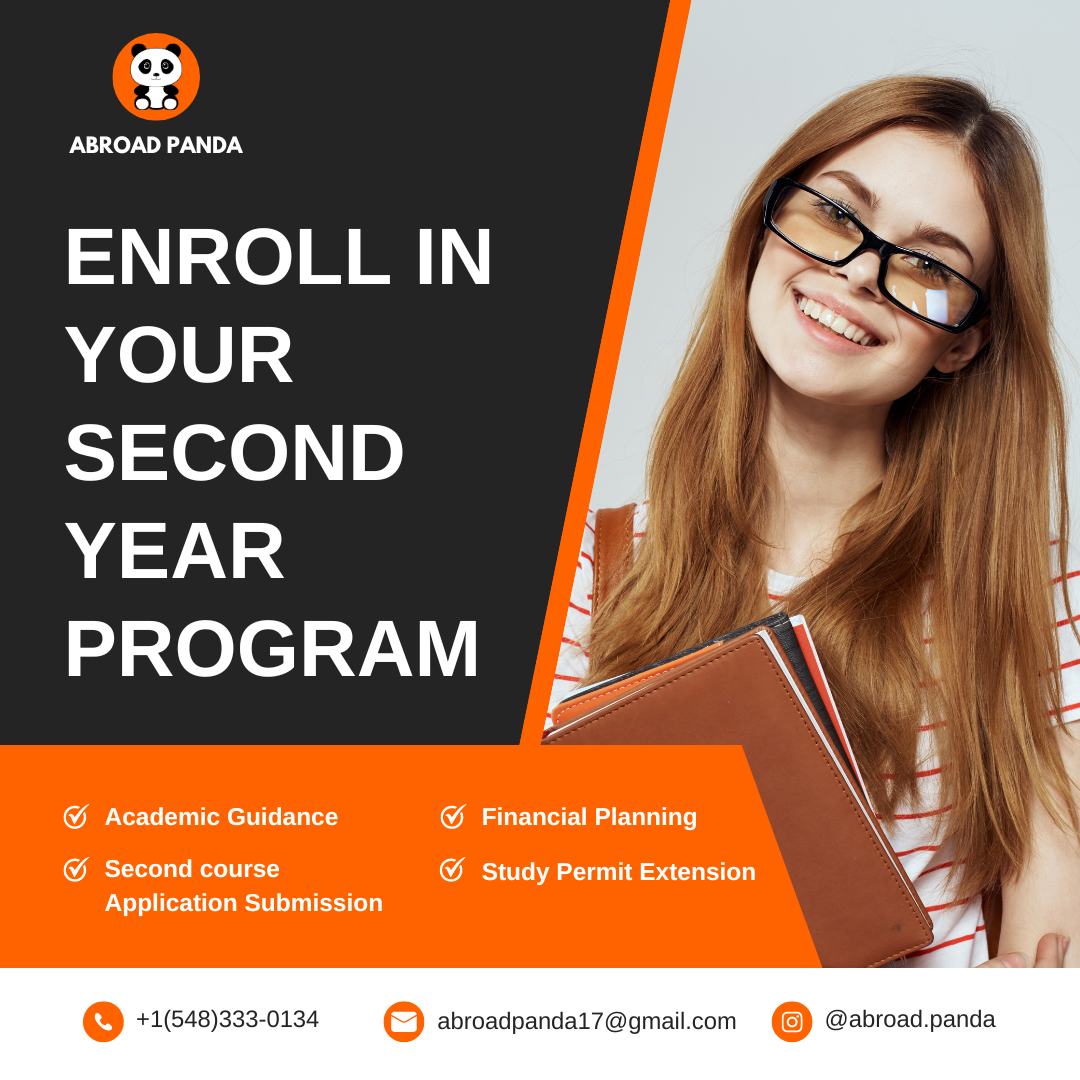 ABROAD PANDA
ENROLL IN
YOUR
SECOND
YEAR
PROGRAM
Academic Guidance
Second course
Application Submission
Financial Planning
Study Permit Extension
+1(548)333-0134
abroadpanda17@gmail.com
@abroad.panda